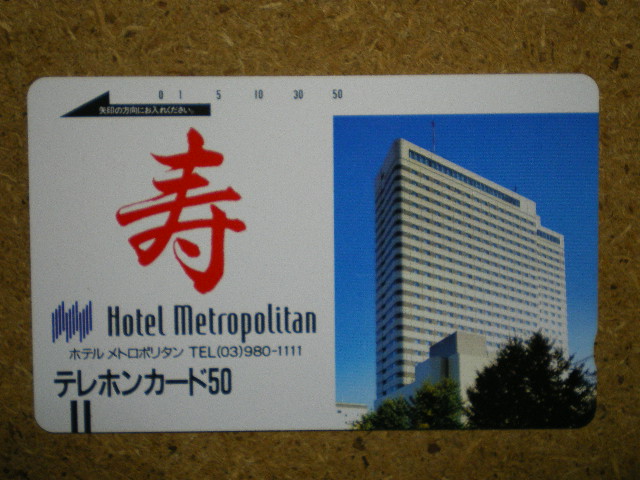 0 1 5 10 30 50
矢印の方向にお入れください。
寿
Hotel Metropolitan
ホテル メトロポリタン TEL(03)980-1111
テレホンカード50